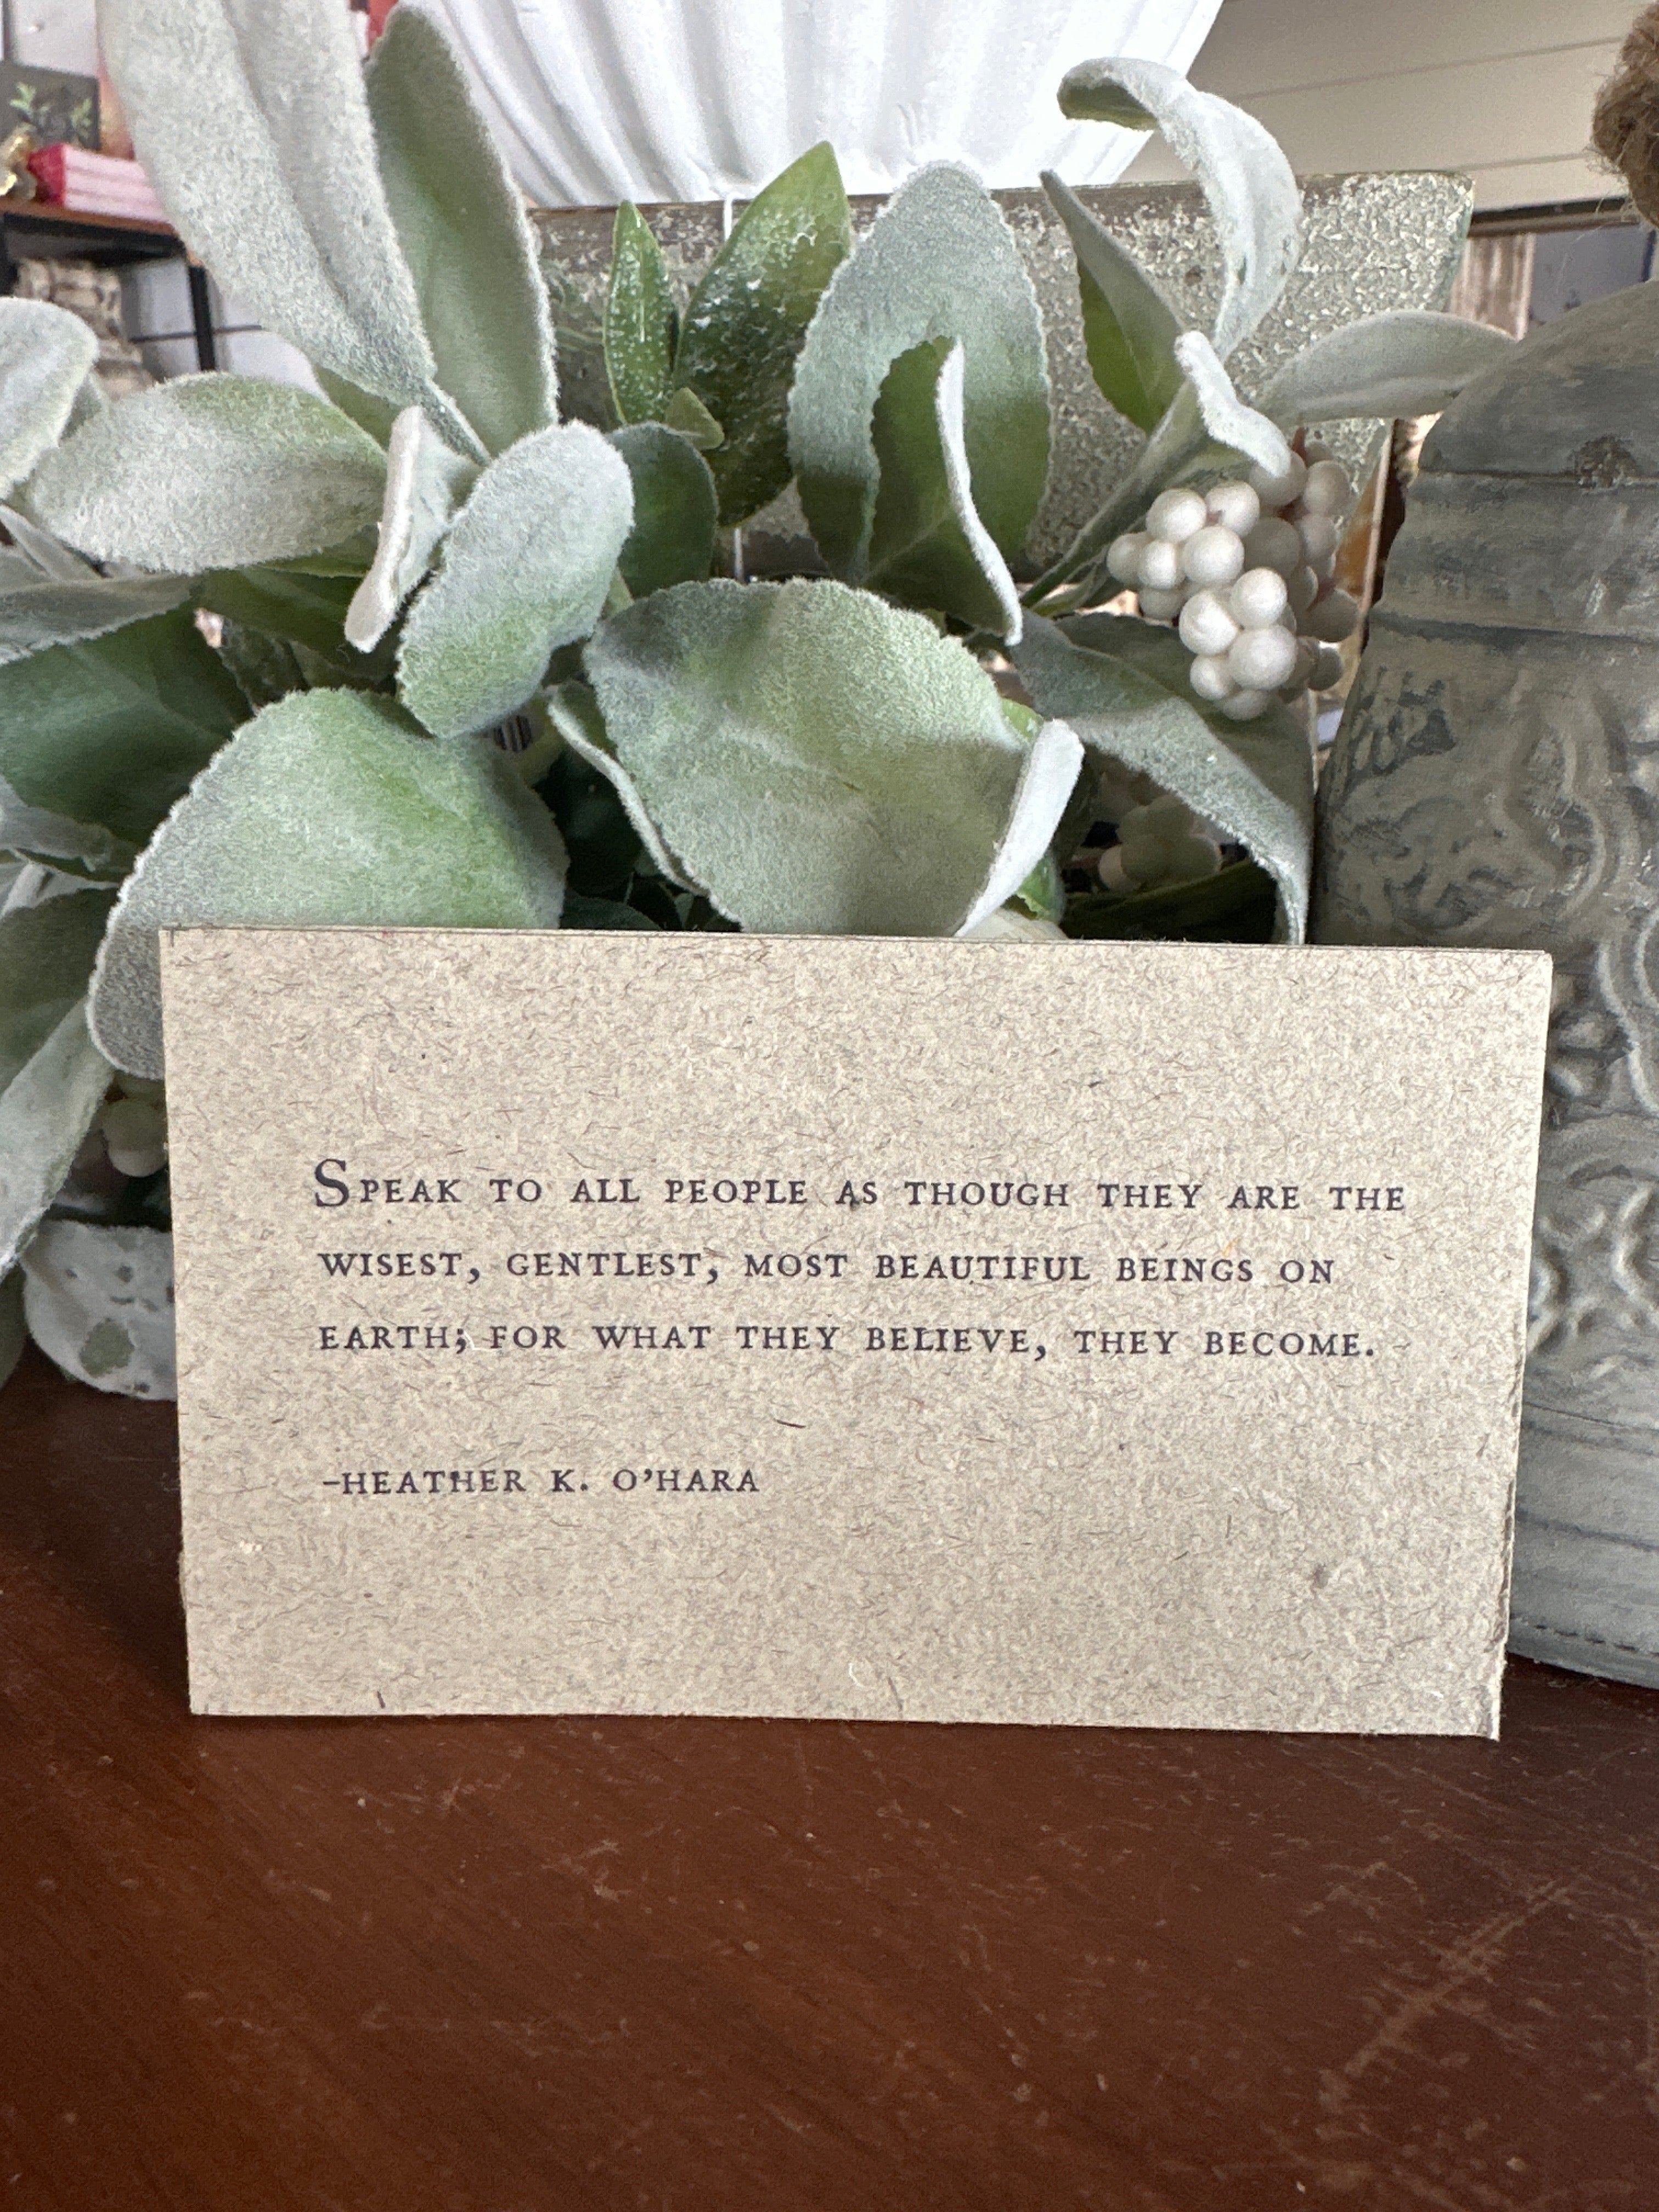 Speak to all people as though they are the
wisest, gentlest, most beautiful beings on
earth; for what they believe, they become.
-Heather K. O'Hara